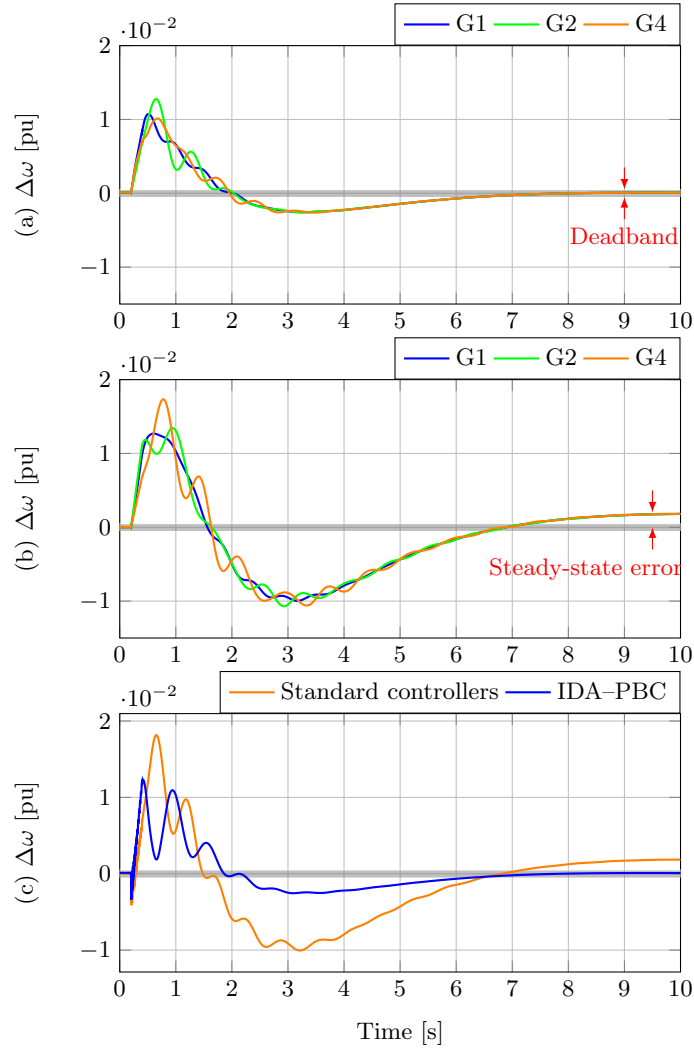 G1 G2 G4
·10⁻²
2
1
0
−1
(a) Δω [pu]
Deadband
0 1 2 3 4 5 6 7 8 9 10
G1 G2 G4
·10⁻²
2
1
0
−1
(b) Δω [pu]
Steady-state error
0 1 2 3 4 5 6 7 8 9 10
Standard controllers IDA–PBC
·10⁻²
2
1
0
−1
(c) Δω [pu]
0 1 2 3 4 5 6 7 8 9 10
Time [s]